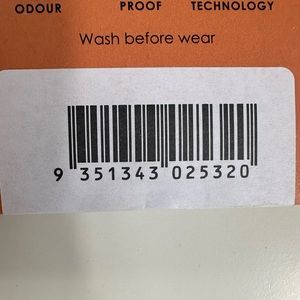 ODOUR PROOF TECHNOLOGY
Wash before wear
9 351343 025320